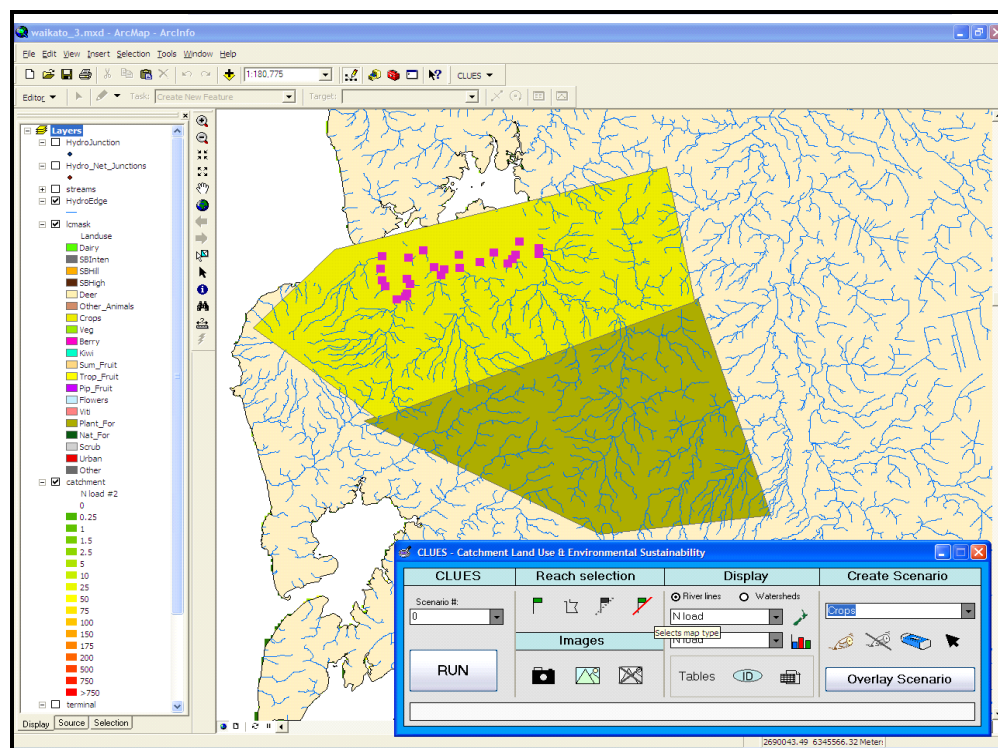 waikato_3.mxd - ArcMap - ArcInfo
File Edit View Insert Selection Tools Window Help
1:180,775 CLUES
Editor Task: Create New Feature Target:
Layers
HydroJunction
Hydro_Net_Junctions
streams
HydroEdge
lcmask
Landuse
Dairy
SBInten
SBHill
SBHigh
Deer
Other_Animals
Crops
Veg
Berry
Kiwi
Sum_Fruit
Trop_Fruit
Pip_Fruit
Flowers
Viti
Plant_For
Nat_For
Scrub
Urban
Other
catchment
N load #2
0
0.25
1
1.5
2.5
5
10
25
50
75
100
150
175
200
500
750
>750
terminal
Display Source Selection
CLUES - Catchment Land Use & Environmental Sustainability
CLUES Reach selection Display Create Scenario
Scenario #:
0
RUN
Images
River lines Watersheds
N load
Selects map type
N load
Tables ID
Crops
Overlay Scenario
2690043.49 6345566.32 Meters